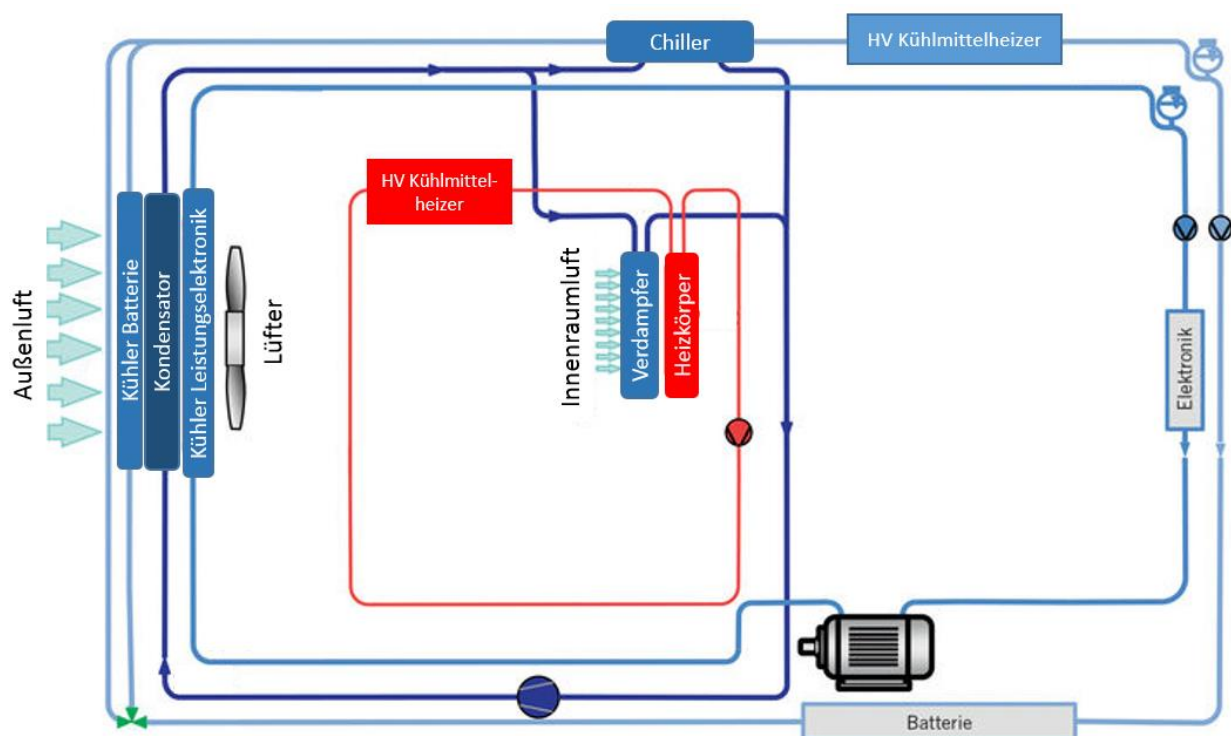 Chiller
HV Kühlmittelheizer
HV Kühlmittel-
heizer
Außenluft
Kühler Batterie
Kondensator
Kühler Leistungselektronik
Lüfter
Innenraumluft
Verdampfer
Heizkörper
Elektronik
Batterie